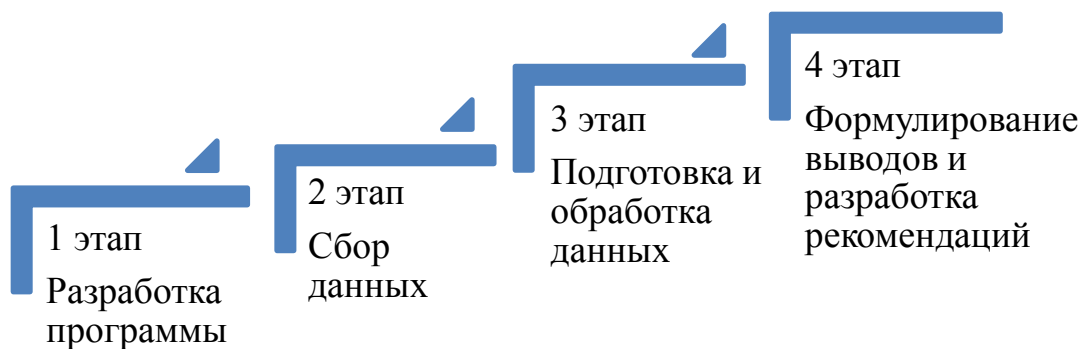 1 этап
Разработка
программы
2 этап
Сбор
данных
3 этап
Подготовка и
обработка
данных
4 этап
Формулирование
выводов и
разработка
рекомендаций